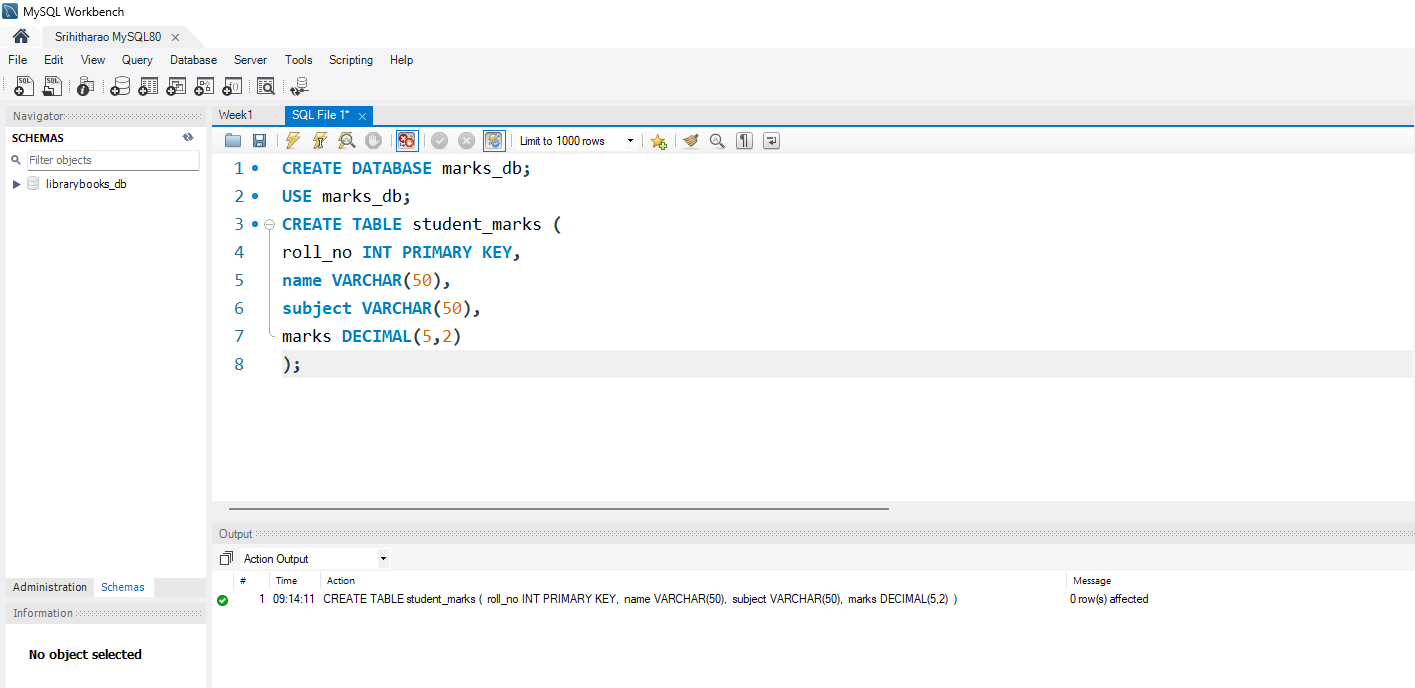 MySQL Workbench
Srihitharao MySQL80
File Edit View Query Database Server Tools Scripting Help
Navigator
SCHEMAS
Filter objects
librarybooks_db
Administration Schemas
Information
No object selected
Week1 SQL File 1*
Limit to 1000 rows
1 CREATE DATABASE marks_db;
2 USE marks_db;
3 CREATE TABLE student_marks (
4 roll_no INT PRIMARY KEY,
5 name VARCHAR(50),
6 subject VARCHAR(50),
7 marks DECIMAL(5,2)
8 );
Output
Action Output
# Time Action Message
1 09:14:11 CREATE TABLE student_marks ( roll_no INT PRIMARY KEY, name VARCHAR(50), subject VARCHAR(50), marks DECIMAL(5,2) ) 0 row(s) affected